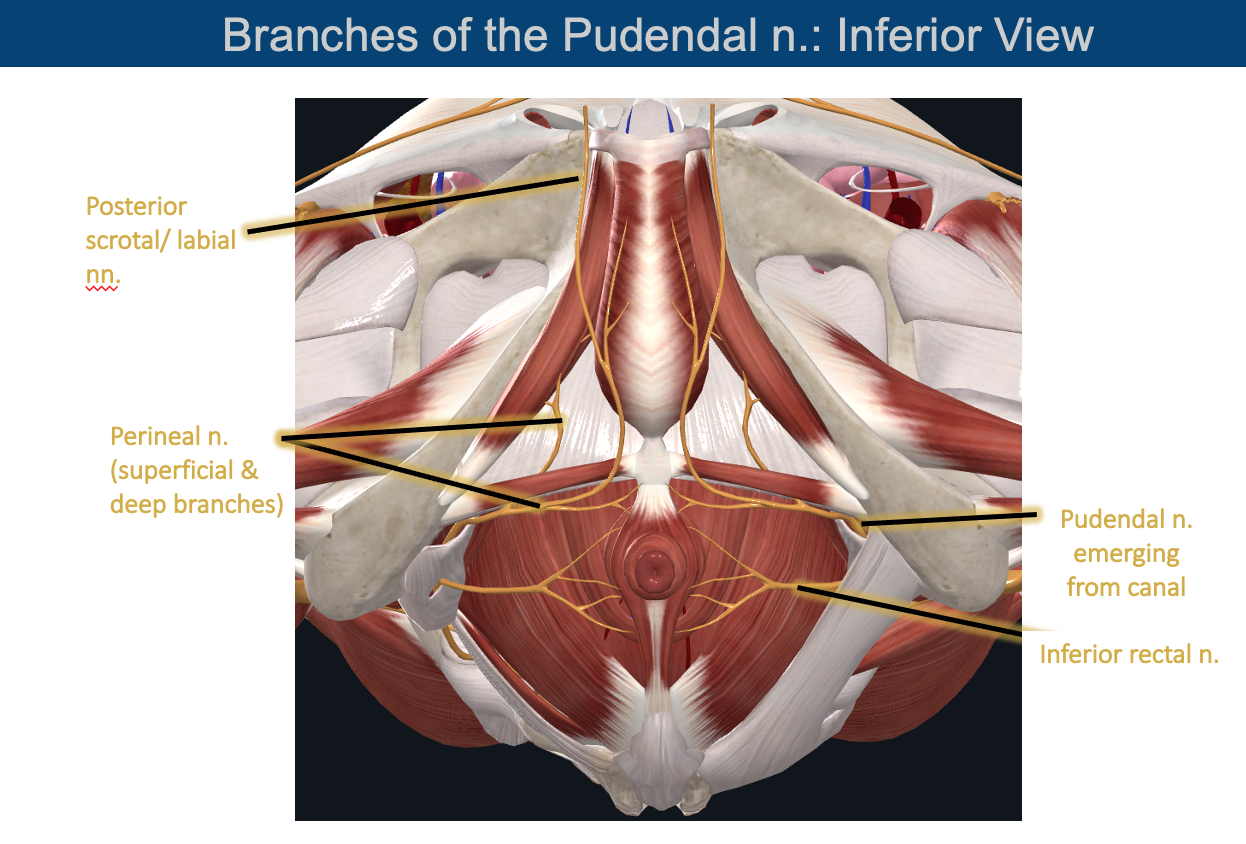 Branches of the Pudendal n.: Inferior View
Posterior
scrotal/ labial
nn.
Perineal n.
(superficial &
deep branches)
Pudendal n.
emerging
from canal
Inferior rectal n.